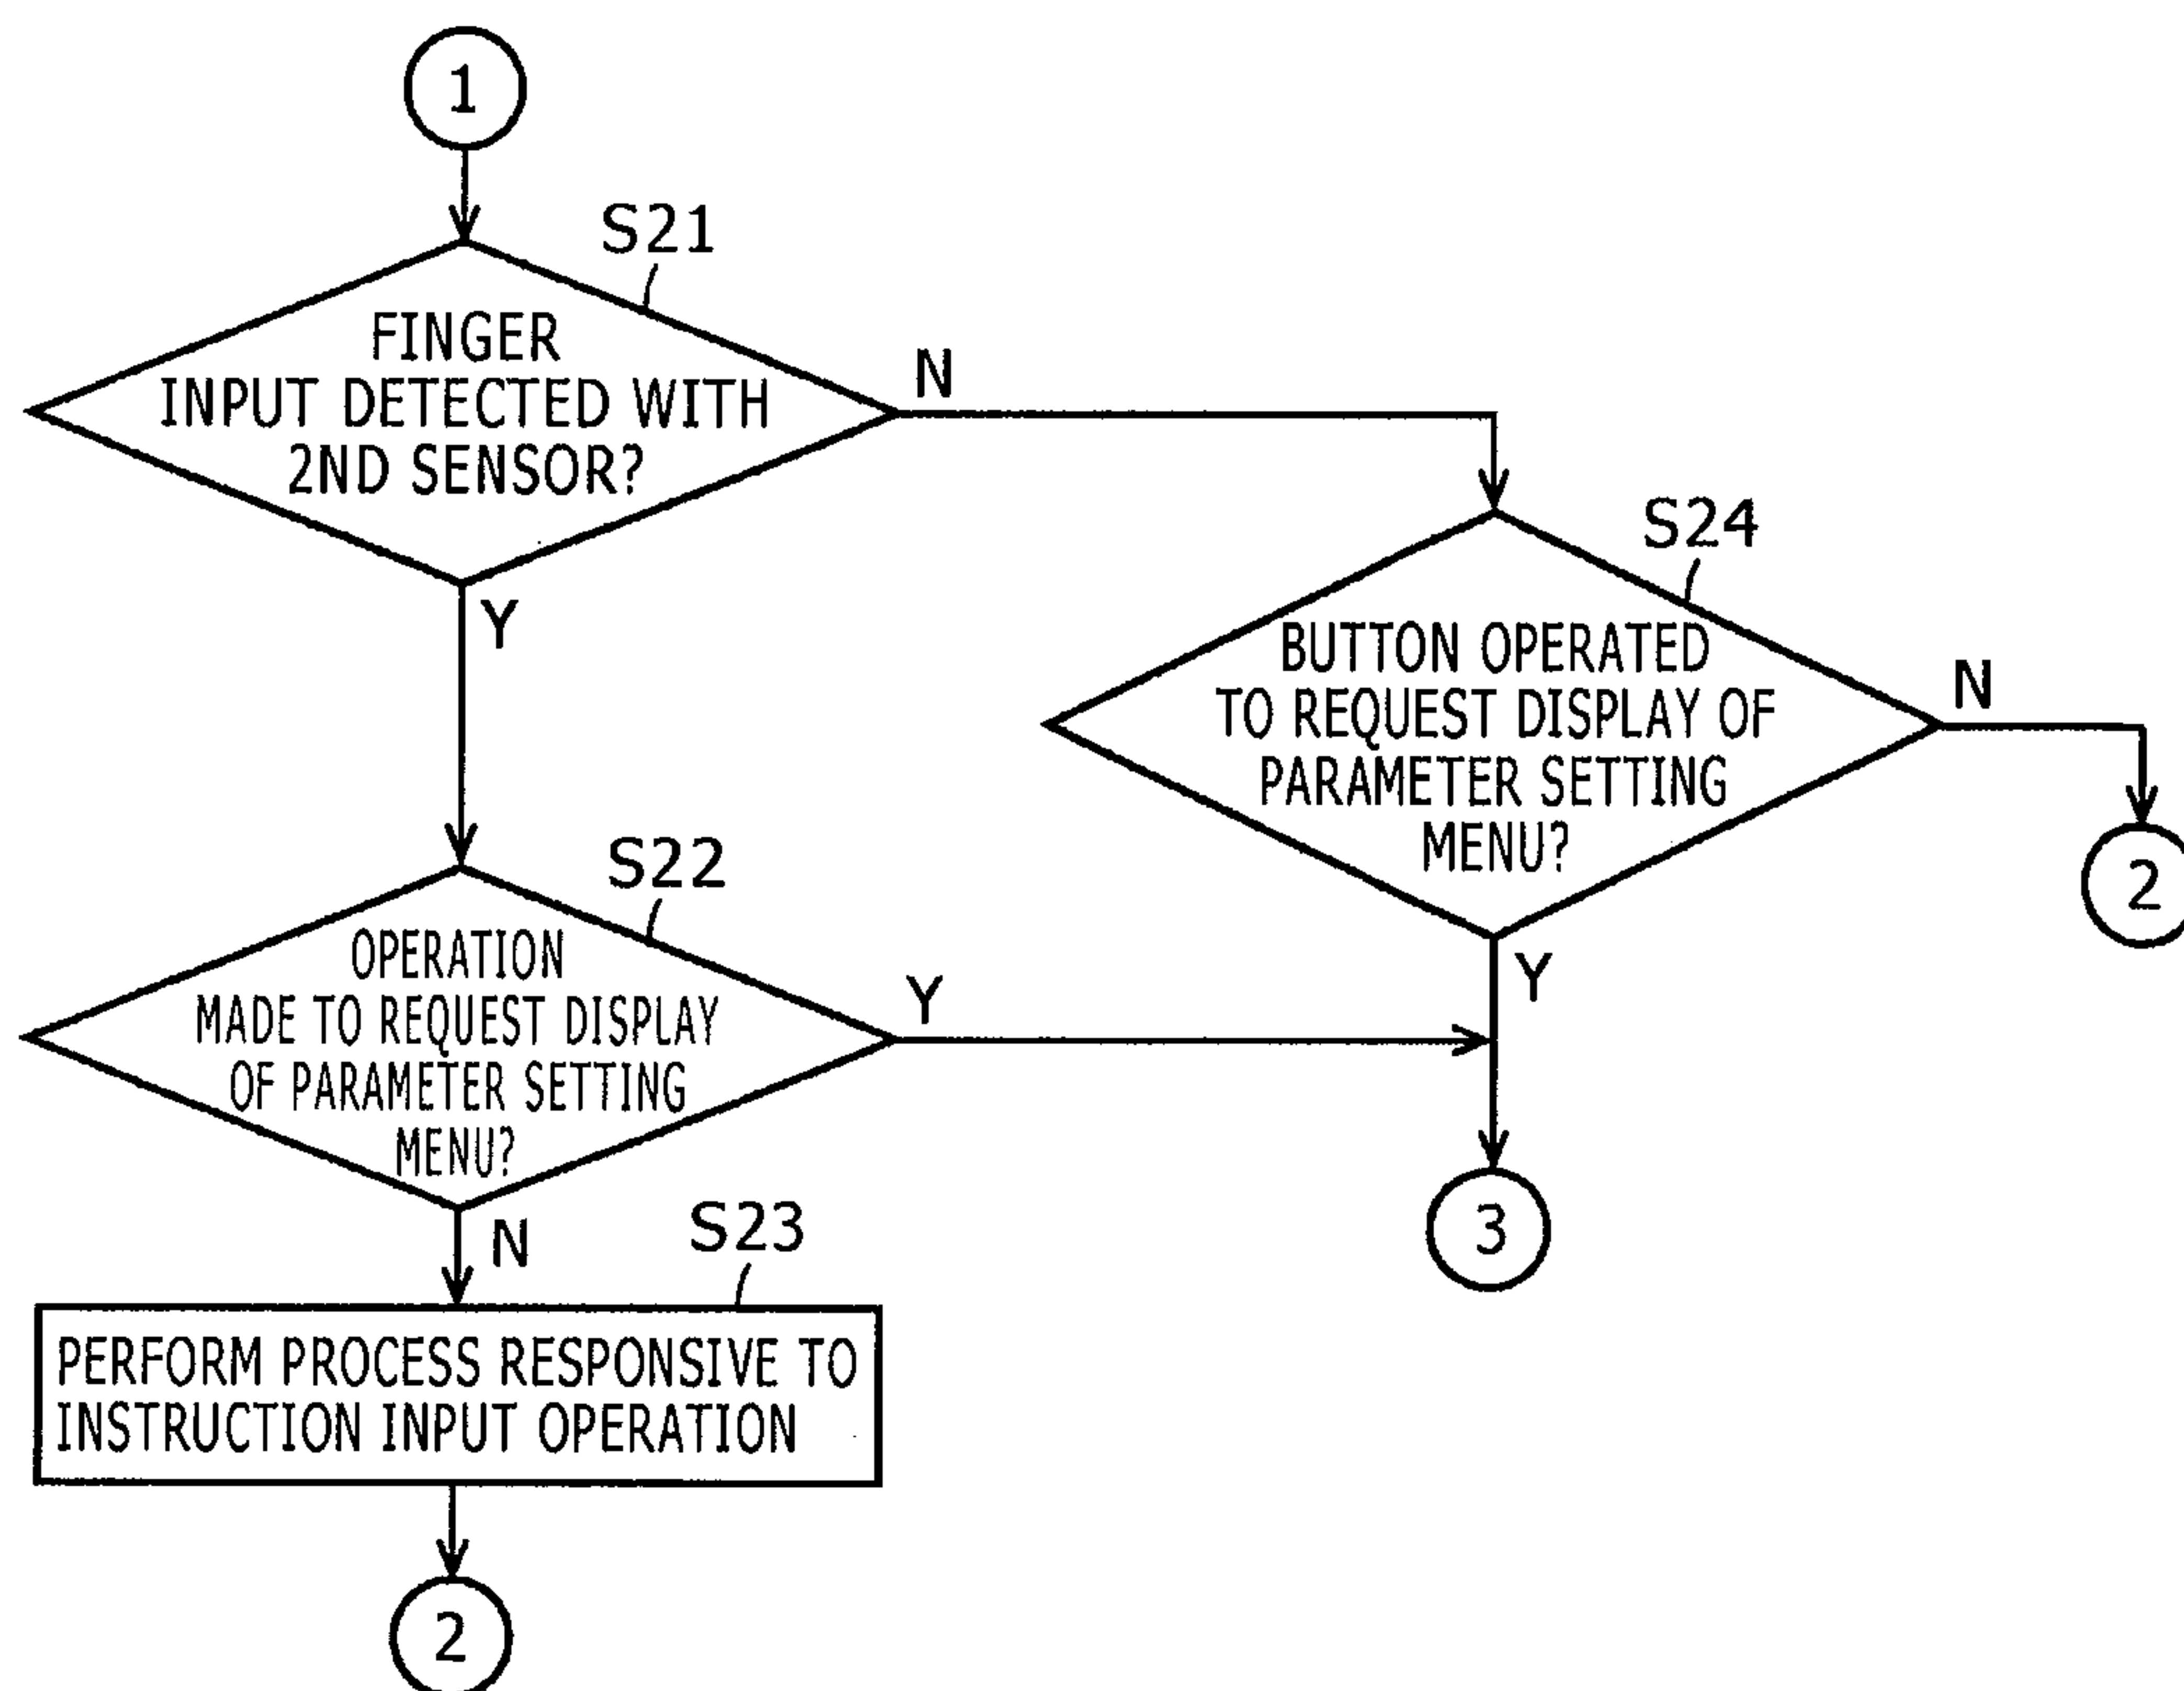 1
S21
FINGER
INPUT DETECTED WITH
2ND SENSOR?
N
Y
S24
BUTTON OPERATED
TO REQUEST DISPLAY OF
PARAMETER SETTING
MENU?
N
2
Y
S22
OPERATION
MADE TO REQUEST DISPLAY
OF PARAMETER SETTING
MENU?
Y
3
N
S23
PERFORM PROCESS RESPONSIVE TO
INSTRUCTION INPUT OPERATION
2